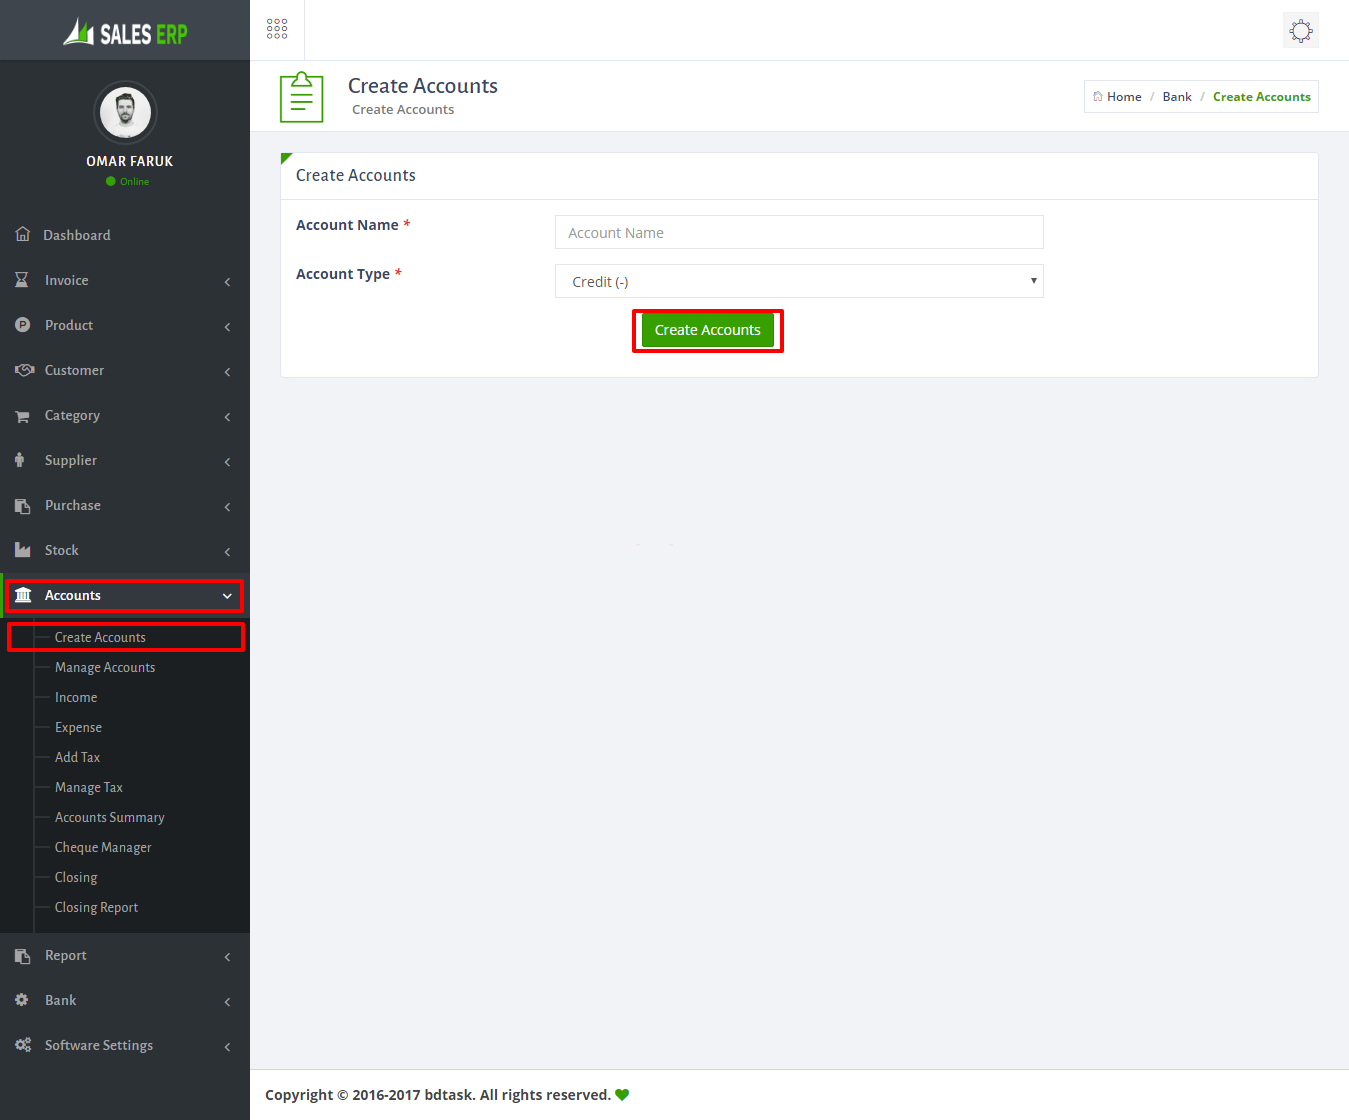 SALES ERP
OMAR FARUK
Online
Dashboard
Invoice
Product
Customer
Category
Supplier
Purchase
Stock
Accounts
Create Accounts
Manage Accounts
Income
Expense
Add Tax
Manage Tax
Accounts Summary
Cheque Manager
Closing
Closing Report
Report
Bank
Software Settings
Create Accounts
Create Accounts
Home / Bank / Create Accounts
Create Accounts
Account Name *
Account Name
Account Type *
Credit (-)
Create Accounts
Copyright © 2016-2017 bdtask. All rights reserved.